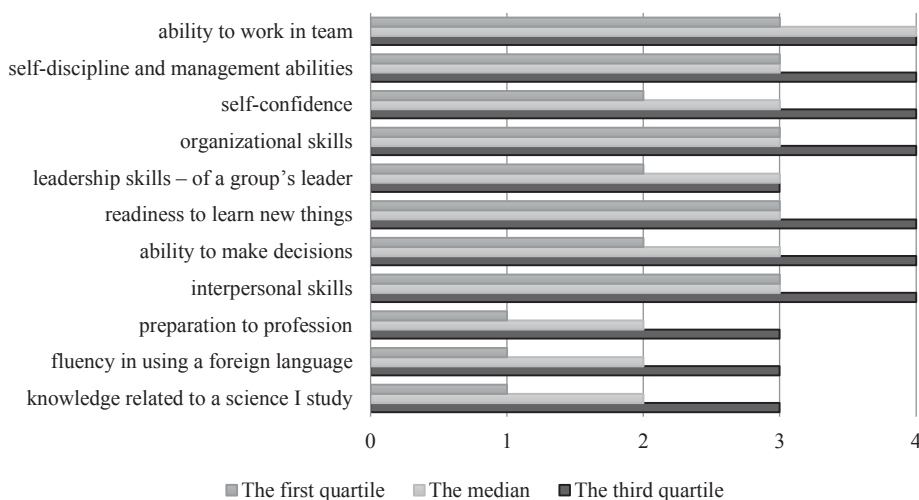 ability to work in team
self-discipline and management abilities
self-confidence
organizational skills
leadership skills – of a group's leader
readiness to learn new things
ability to make decisions
interpersonal skills
preparation to profession
fluency in using a foreign language
knowledge related to a science I study
0 1 2 3 4
The first quartile The median The third quartile